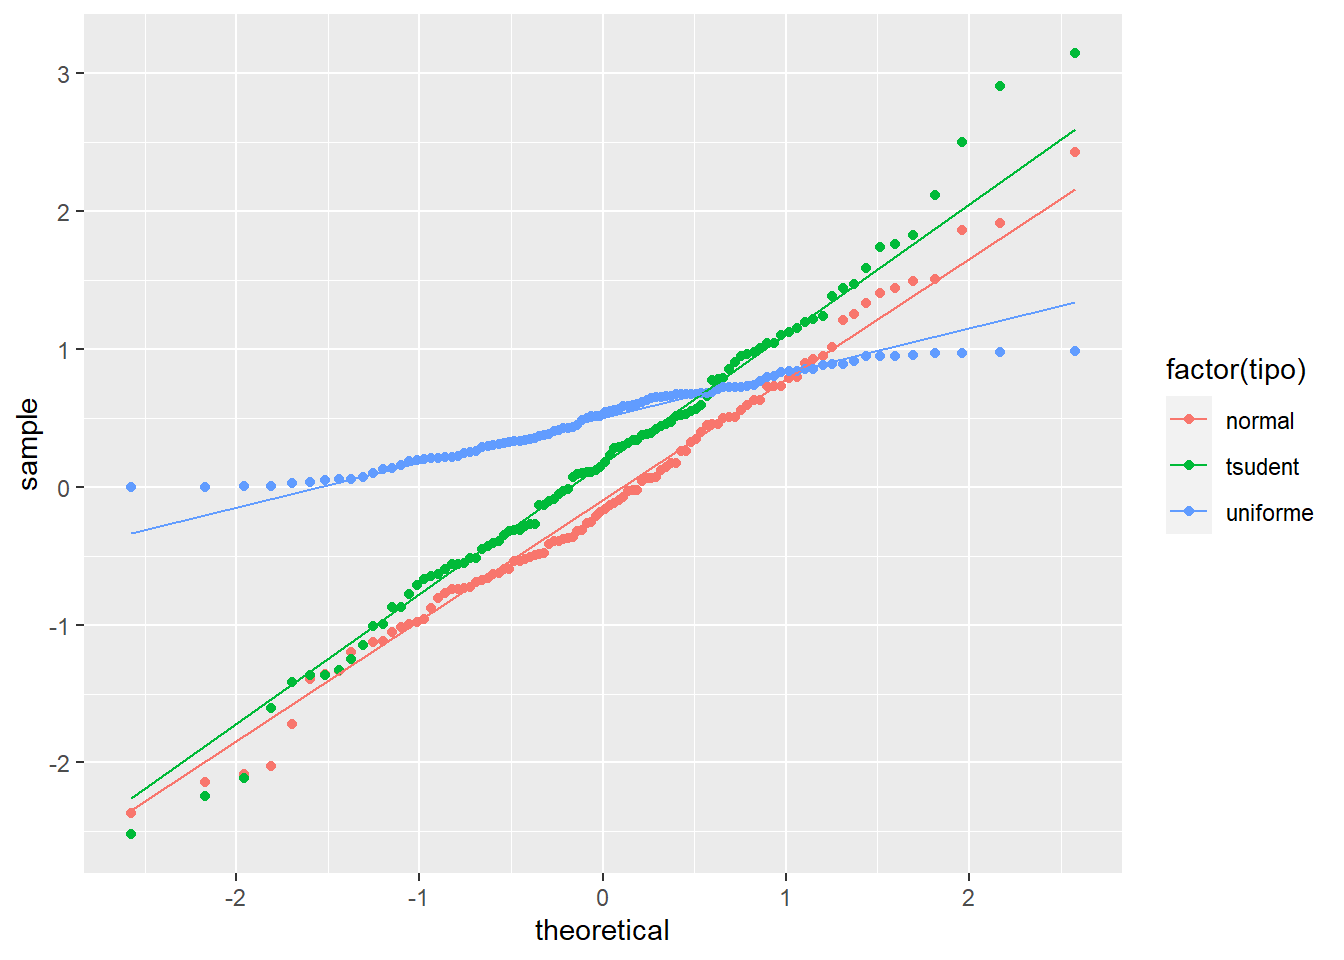 3
2
1
0
-1
-2
sample
-2
-1
0
1
2
theoretical
factor(tipo)
normal
tsudent
uniforme